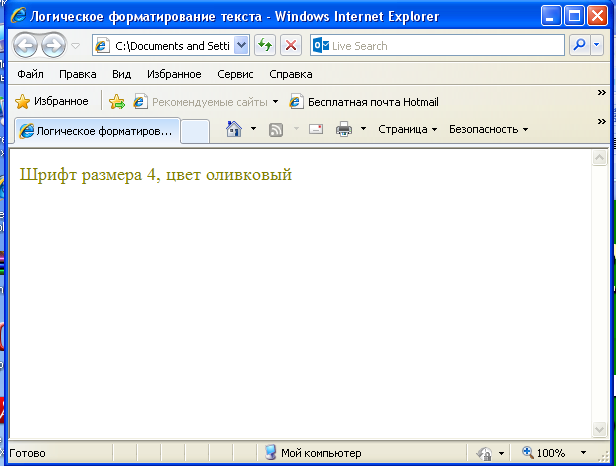 Логическое форматирование текста - Windows Internet Explorer
C:\Documents and Setti
Live Search
Файл Правка Вид Избранное Сервис Справка
Избранное Рекомендуемые сайты Бесплатная почта Hotmail
Логическое форматиров... Страница Безопасность
Шрифт размера 4, цвет оливковый
Готово Мой компьютер 100%